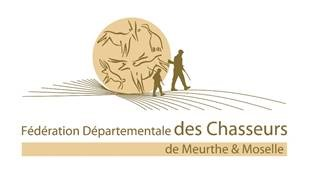 Fédération Départementale des Chasseurs
de Meurthe & Moselle